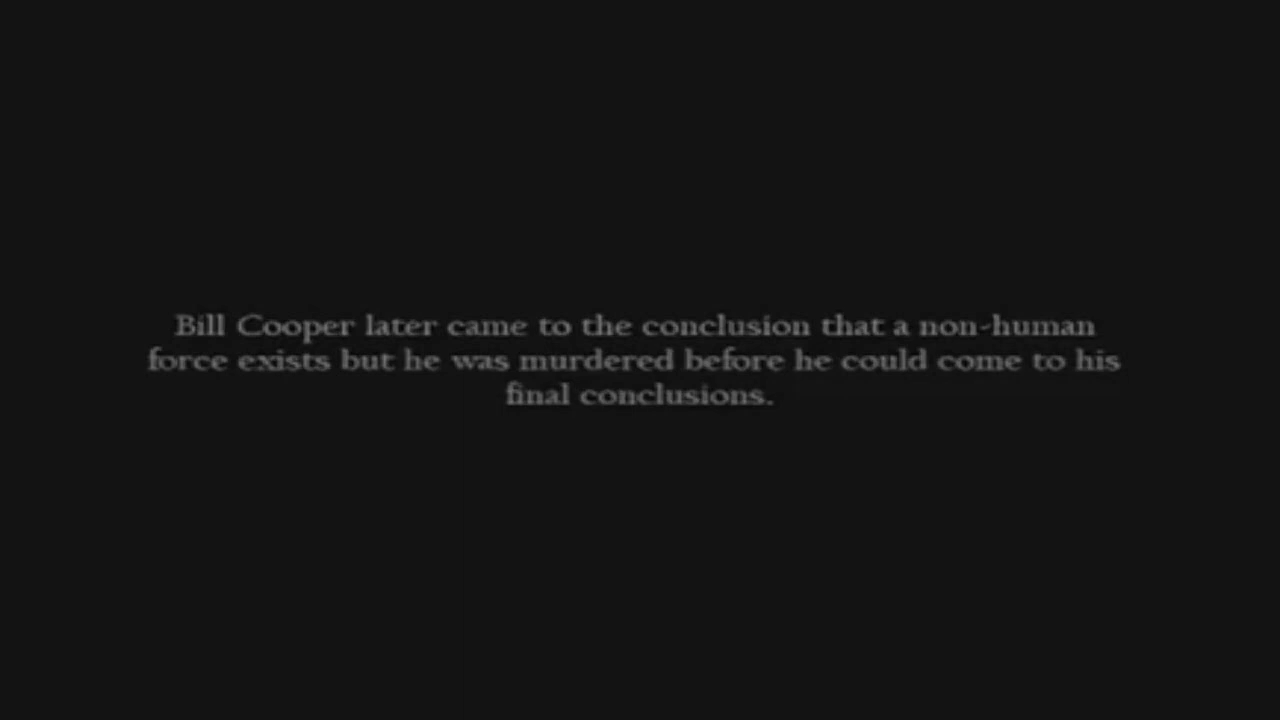 Bill Cooper later came to the conclusion that a non-human
force exists but he was murdered before he could come to his
final conclusions.